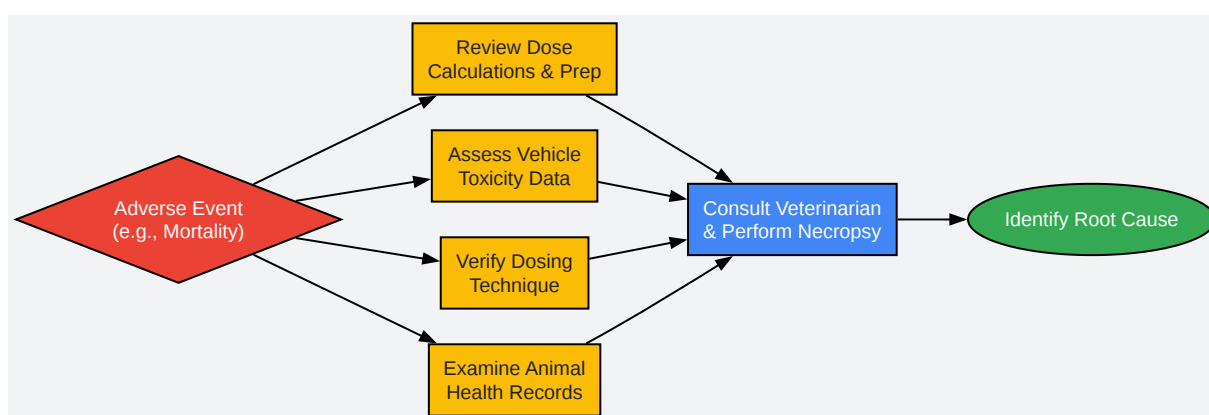 Review Dose
Calculations & Prep
Assess Vehicle
Toxicity Data
Adverse Event
(e.g., Mortality)
Consult Veterinarian
& Perform Necropsy
Identify Root Cause
Verify Dosing
Technique
Examine Animal
Health Records